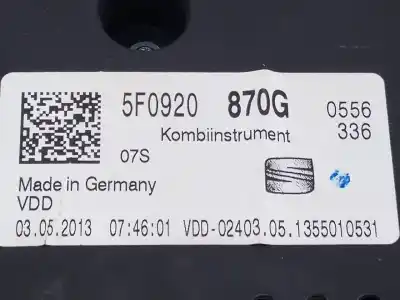 5F0920 870G 0556
Kombiinstrument 336
07S
Made in Germany
VDD
03.05.2013 07:46:01 VDD-02403.05.1355010531